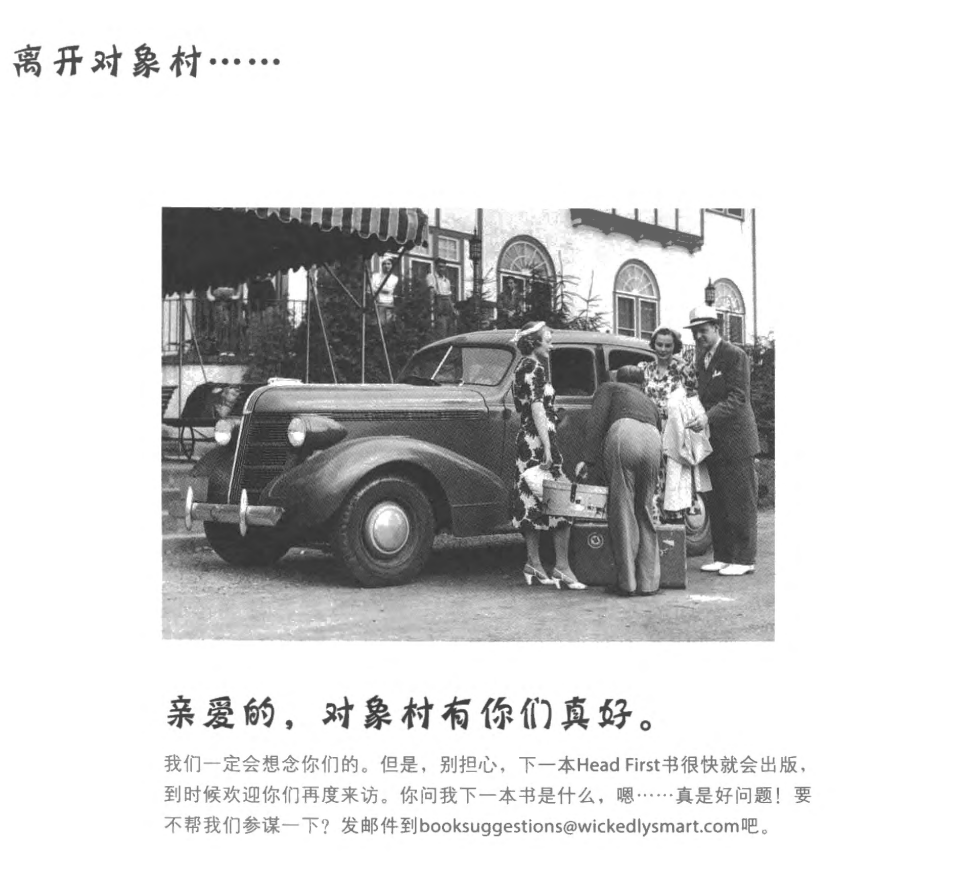 离开对象村……
亲爱的，对象村有你们真好。
我们一定会想念你们的。但是，别担心，下一本Head First书很快就会出版，
到时候欢迎你们再度来访。你问我下一本书是什么，嗯……真是好问题！要
不帮我们参谋一下？发邮件到booksuggestions@wickedlysmart.com吧。